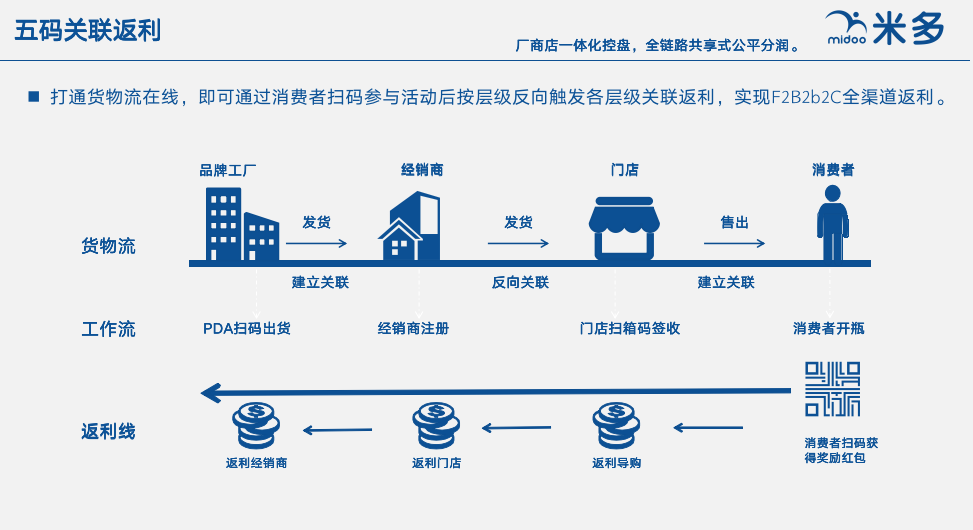 五码关联返利
厂商店一体化控盘，全链路共享式公平分润。
midoo 米多
■ 打通货物流在线，即可通过消费者扫码参与活动后按层级反向触发各层级关联返利，实现F2B2b2C全渠道返利。
品牌工厂 经销商 门店 消费者
发货 发货 售出
货物流
建立关联 反向关联 建立关联
工作流 PDA扫码出货 经销商注册 门店扫箱码签收 消费者开瓶
返利线
消费者扫码获
得奖励红包
返利经销商 返利门店 返利导购